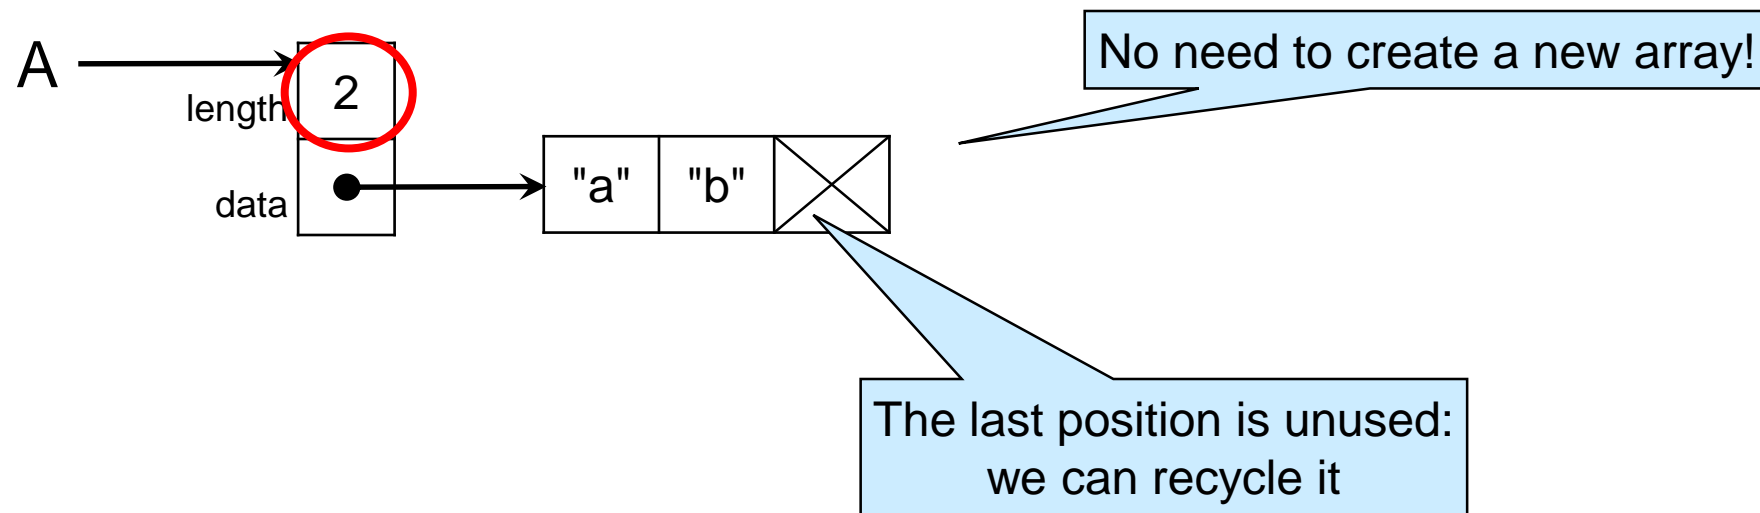 No need to create a new array!
A
length
2
data
"a" "b"
The last position is unused:
we can recycle it